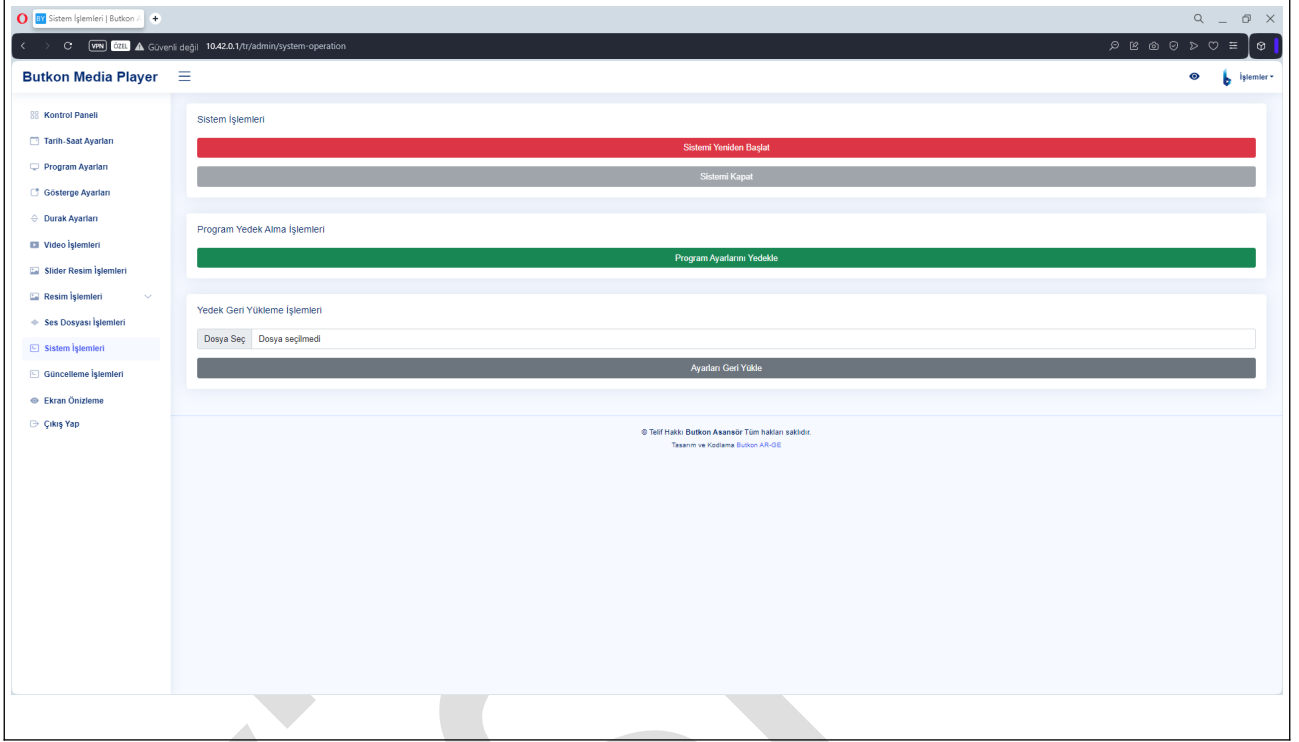 BY Sistem İşlemleri | Butkon A
VPN ÖZEL Güvenli değil 10.42.0.1/tr/admin/system-operation
Butkon Media Player
İşlemler
Kontrol Paneli
Tarih-Saat Ayarları
Program Ayarları
Gösterge Ayarları
Durak Ayarları
Video İşlemleri
Slider Resim İşlemleri
Resim İşlemleri
Ses Dosyası İşlemleri
Sistem İşlemleri
Güncelleme İşlemleri
Ekran Önizleme
Çıkış Yap
Sistem İşlemleri
Sistemi Yeniden Başlat
Sistemi Kapat
Program Yedek Alma İşlemleri
Program Ayarlarını Yedekle
Yedek Geri Yükleme İşlemleri
Dosya Seç Dosya seçilmedi
Ayarları Geri Yükle
© Telif Hakkı Butkon Asansör Tüm hakları saklıdır.
Tasarım ve Kodlama Butkon AR-GE